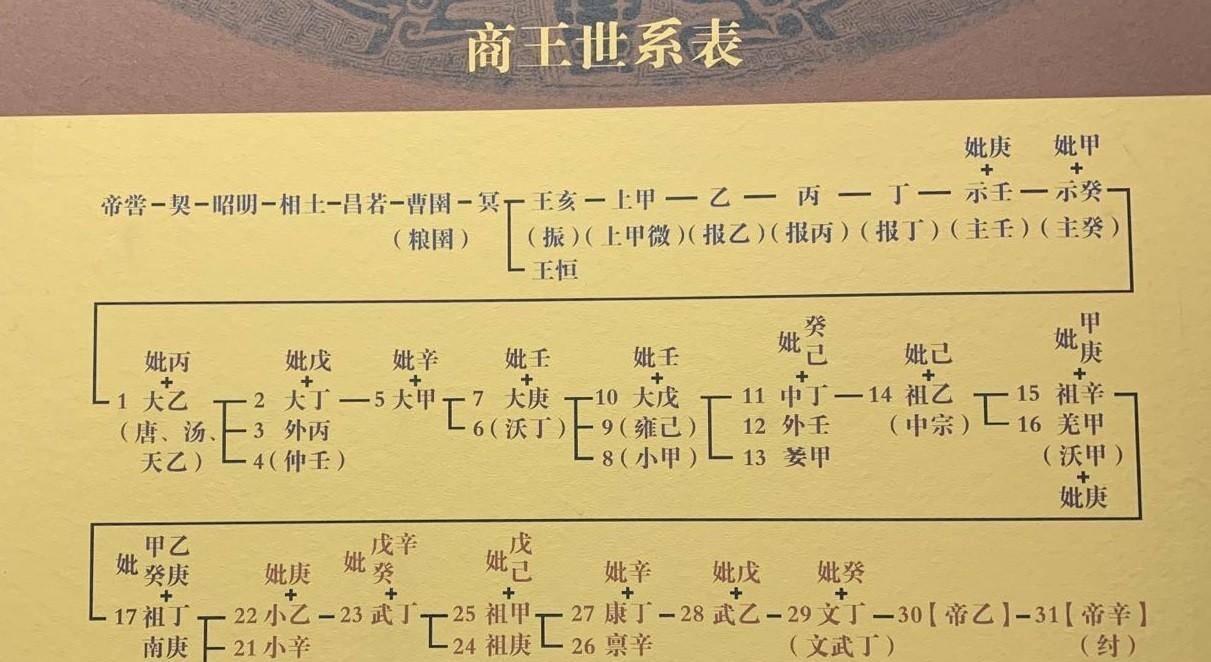 商王世系表
妣庚 妣甲
帝喾 契 昭明 相土 昌若 曹圉 冥 王亥 上甲 乙 丙 丁 示壬 示癸
(粮圉) (振) (上甲微) (报乙) (报丙) (报丁) (主壬) (主癸)
王恒
妣丙 妣戊 妣辛 妣壬 妣壬 妣癸己 妣己 妣甲庚
1 大乙 2 大丁 5 大甲 7 大庚 10 大戊 11 中丁 14 祖乙 15 祖辛
(唐、汤、 3 外丙 6(沃丁) 9(雍己) 12 外壬 (中宗) 16 羌甲
天乙) 4(仲壬) 8(小甲) 13 戔甲 (沃甲)
妣庚
妣甲乙癸庚 妣庚 妣戊辛癸 妣戊己 妣辛 妣戊 妣癸
17 祖丁 22 小乙 23 武丁 25 祖甲 27 康丁 28 武乙 29 文丁 30【帝乙】 31【帝辛】
南庚 21 小辛 24 祖庚 26 禀辛 (文武丁) (纣)